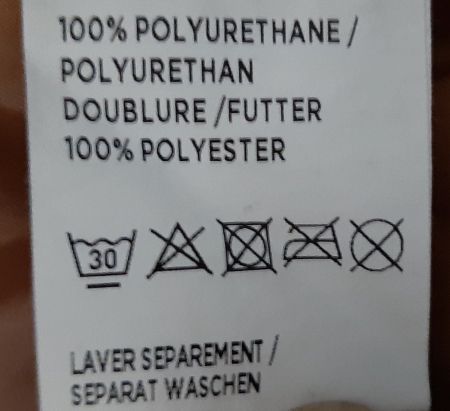 100% POLYURETHANE /
POLYURETHAN
DOUBLURE /FUTTER
100% POLYESTER
30
LAVER SEPAREMENT /
SEPARAT WASCHEN